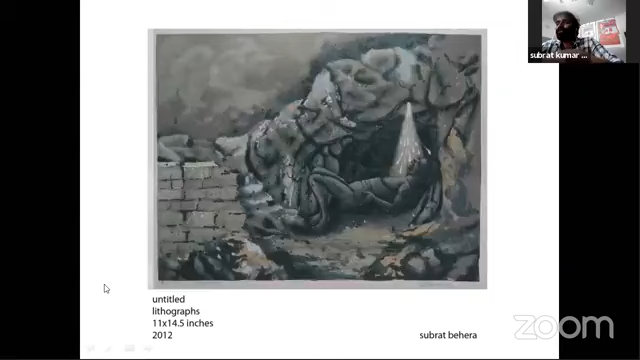 subrat kumar ...
untitled
lithographs
11x14.5 inches
2012
subrat behera
zoom